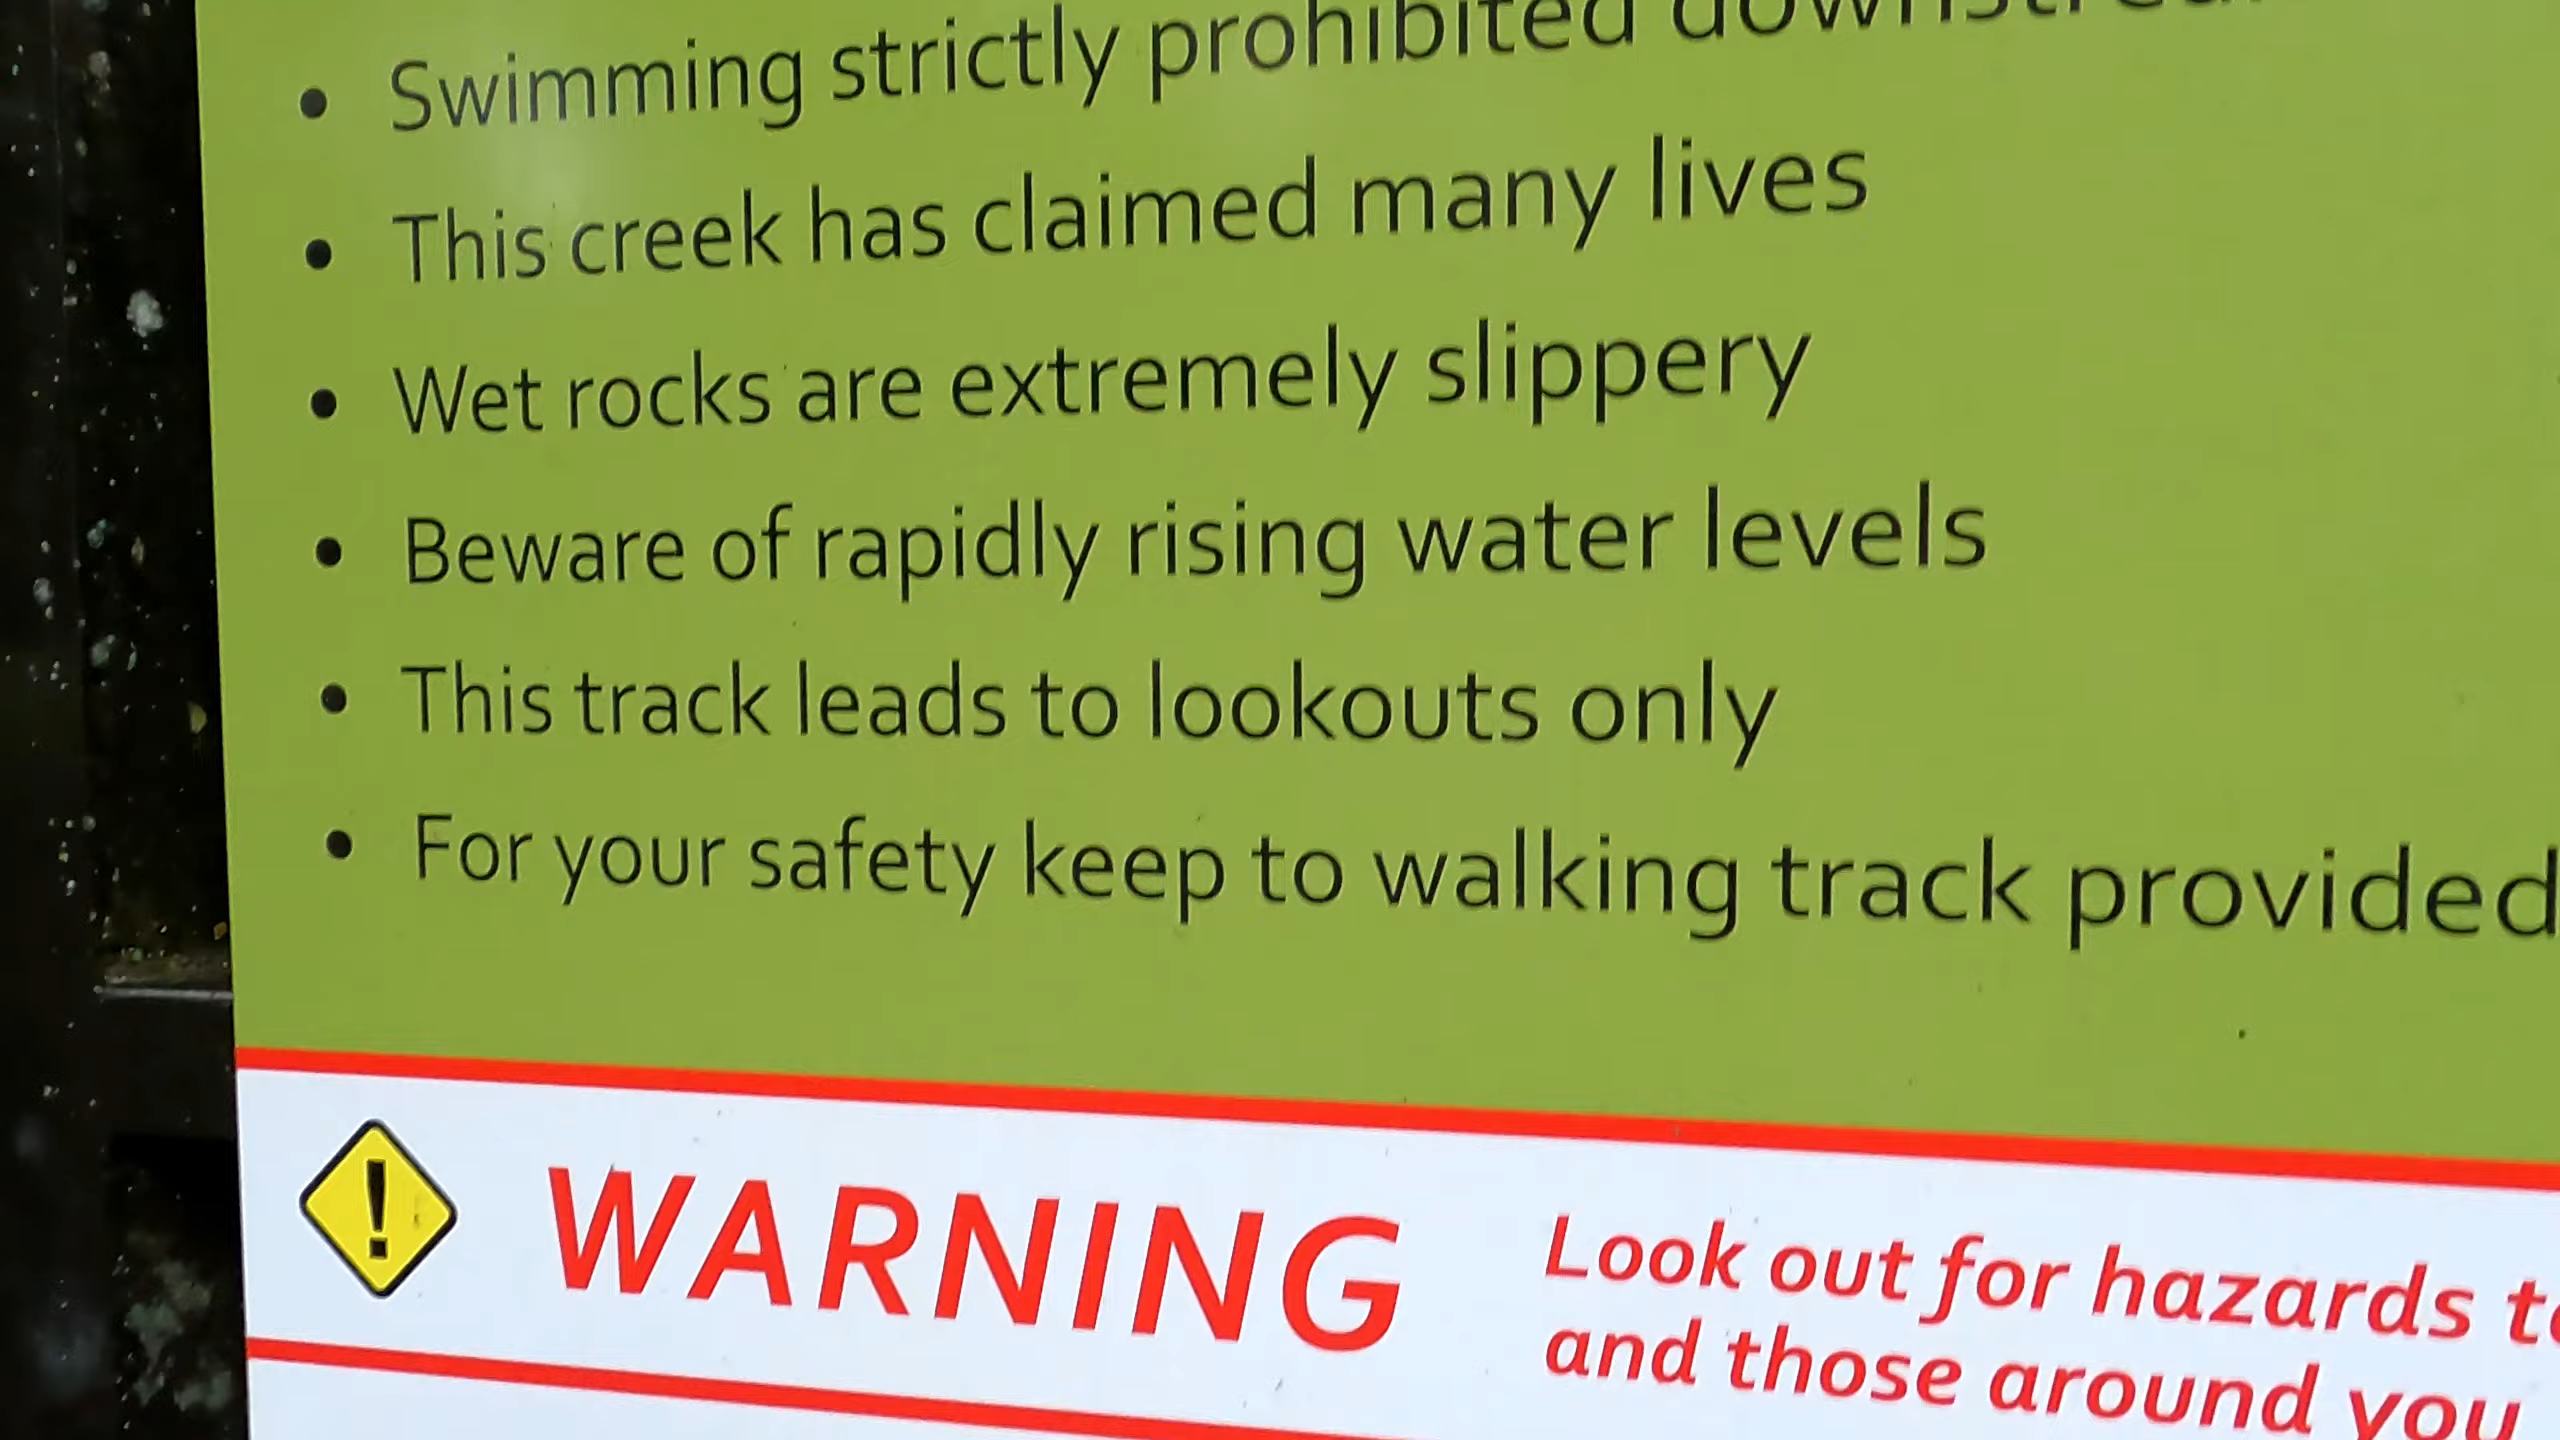 • Swimming strictly prohibited
• This creek has claimed many lives
• Wet rocks are extremely slippery
• Beware of rapidly rising water levels
• This track leads to lookouts only
• For your safety keep to walking track provided
WARNING
Look out for hazards
and those around you